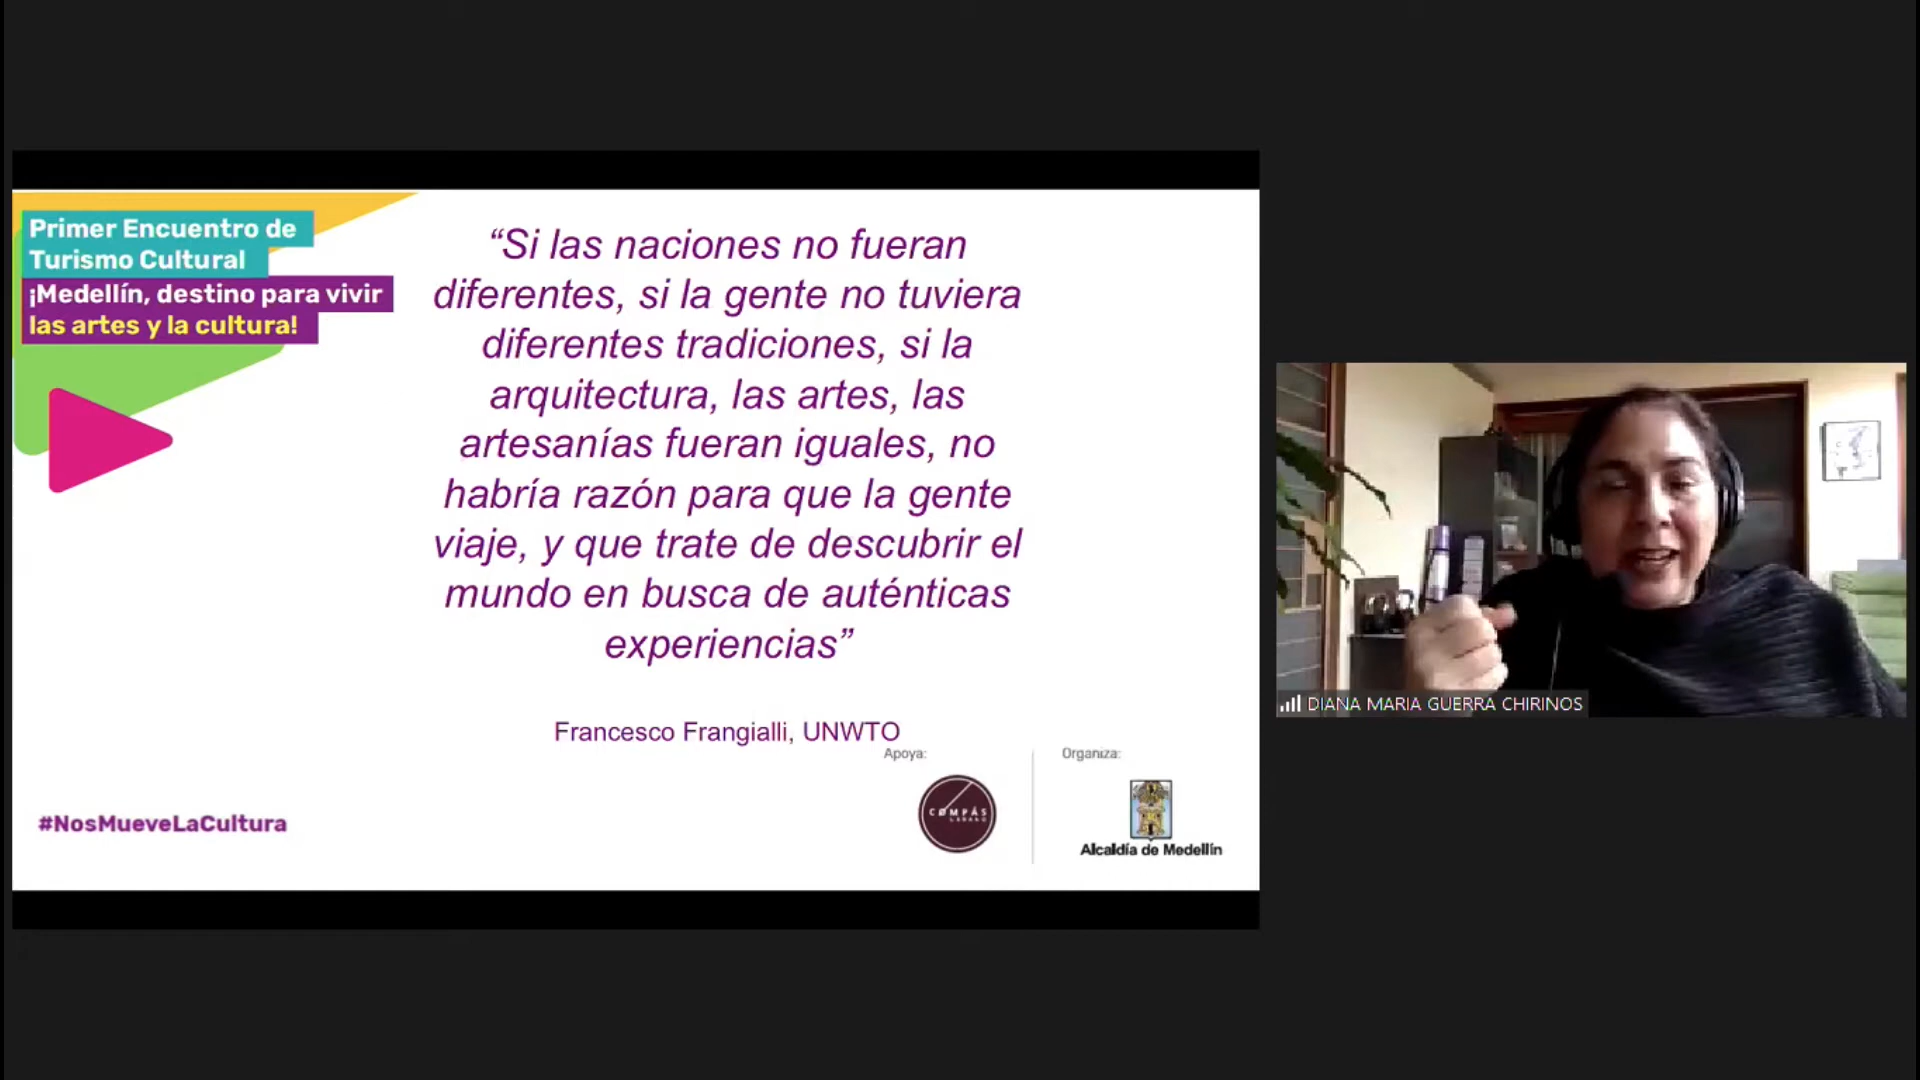 Primer Encuentro de
Turismo Cultural
¡Medellín, destino para vivir
las artes y la cultura!
“Si las naciones no fueran
diferentes, si la gente no tuviera
diferentes tradiciones, si la
arquitectura, las artes, las
artesanías fueran iguales, no
habría razón para que la gente
viaje, y que trate de descubrir el
mundo en busca de auténticas
experiencias”
Francesco Frangialli, UNWTO
Apoya:
Organiza:
COMPÁS
URBANO
Alcaldía de Medellín
#NosMueveLaCultura
DIANA MARIA GUERRA CHIRINOS